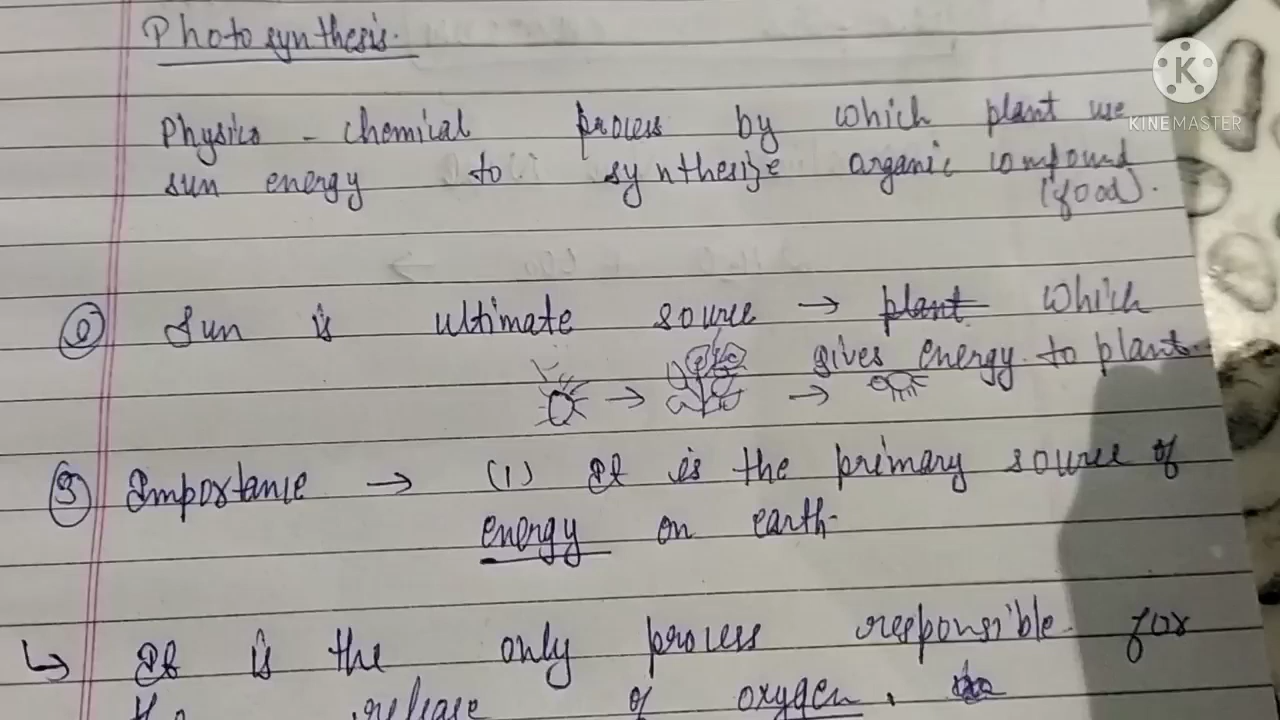 Photosynthesis.
Physico - chemical process by which plant use
sun energy to synthesize organic compound
(food).
Sun is ultimate source → plant which
gives energy to plant.
Importance → (1) It is the primary source of
energy on earth.
↳ It is the only process responsible for
the release of oxygen.
K
KINEMASTER